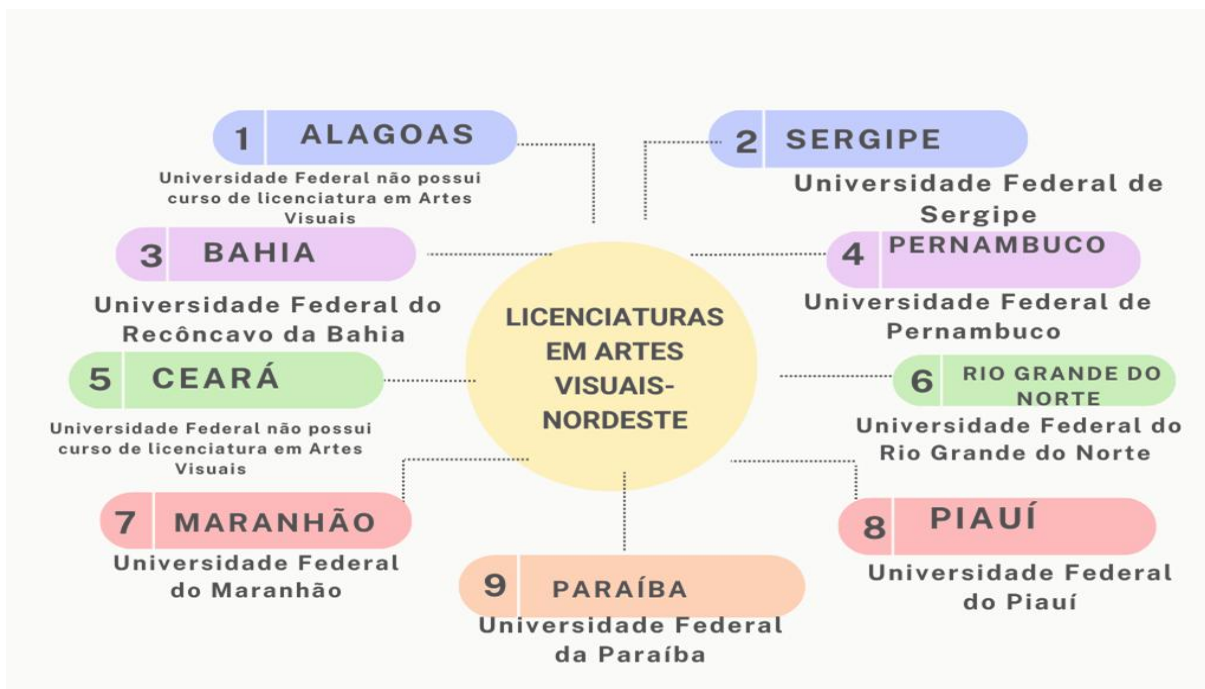 1 ALAGOAS
Universidade Federal não possui
curso de licenciatura em Artes
Visuais
2 SERGIPE
Universidade Federal de
Sergipe
3 BAHIA
Universidade Federal do
Recôncavo da Bahia
4 PERNAMBUCO
Universidade Federal de
Pernambuco
LICENCIATURAS
EM ARTES
VISUAIS-
NORDESTE
5 CEARÁ
Universidade Federal não possui
curso de licenciatura em Artes
Visuais
6 RIO GRANDE DO
NORTE
Universidade Federal do
Rio Grande do Norte
7 MARANHÃO
Universidade Federal
do Maranhão
8 PIAUÍ
Universidade Federal
do Piauí
9 PARAÍBA
Universidade Federal
da Paraíba